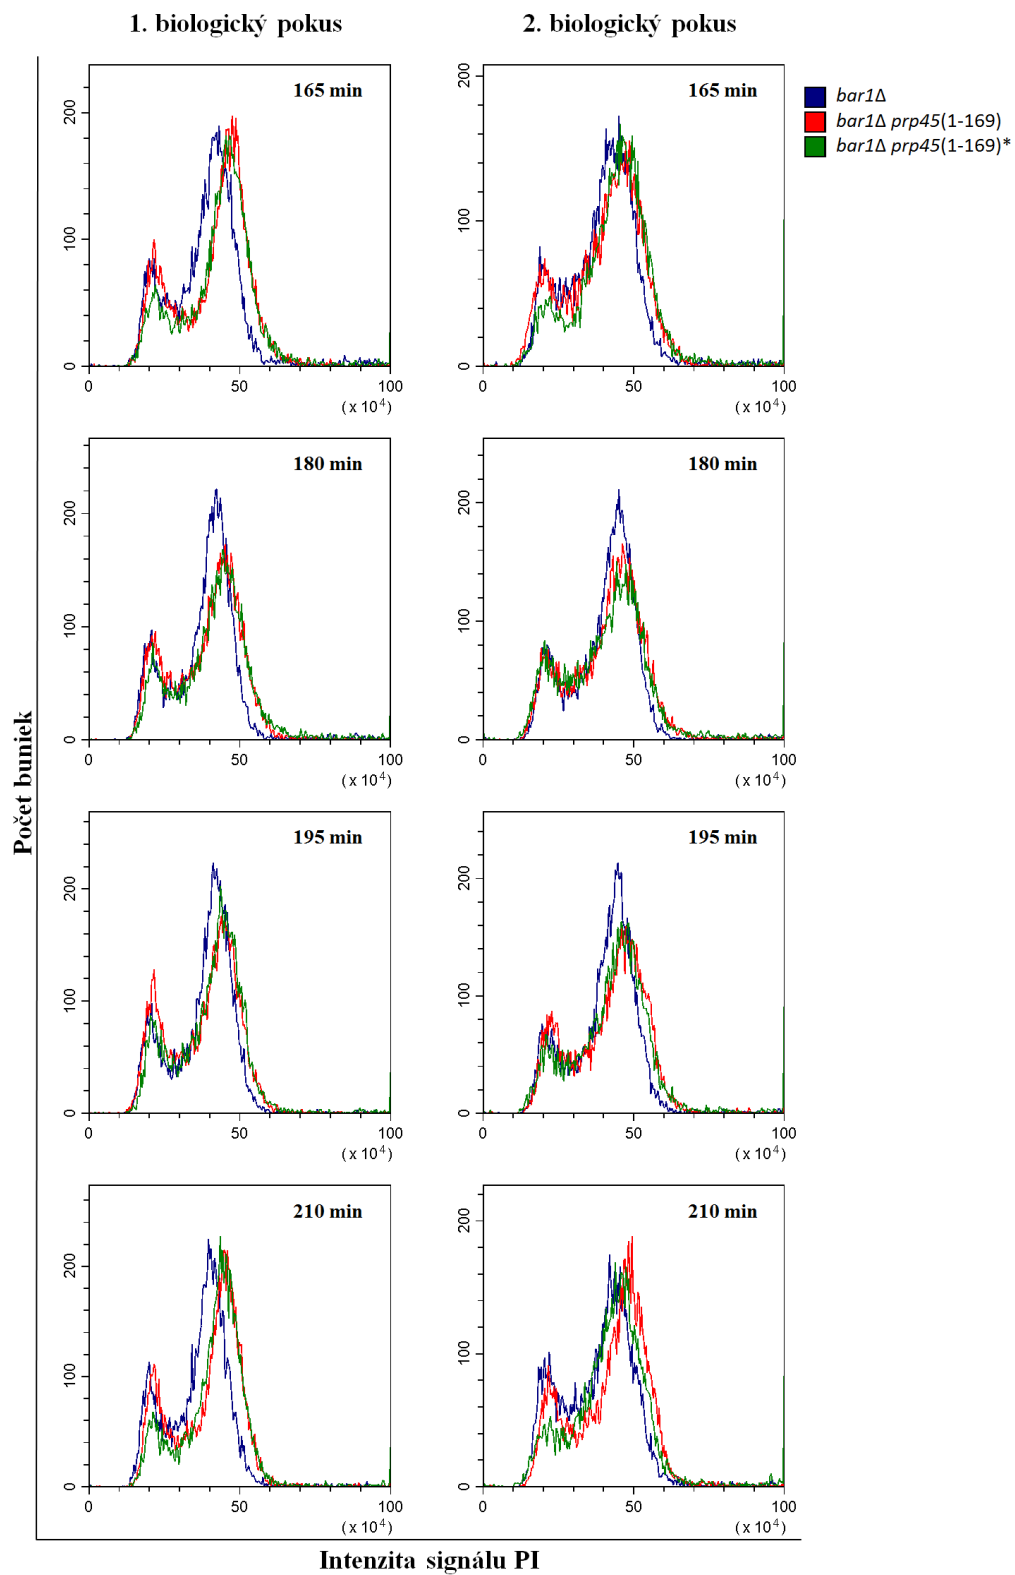 1. biologický pokus
2. biologický pokus
165 min
200
100
0
0
50
100
(x 10⁴)
165 min
200
100
0
0
50
100
(x 10⁴)
bar1Δ
bar1Δ prp45(1-169)
bar1Δ prp45(1-169)*
180 min
200
100
0
0
50
100
(x 10⁴)
180 min
200
100
0
0
50
100
(x 10⁴)
Počet buniek
195 min
200
100
0
0
50
100
(x 10⁴)
195 min
200
100
0
0
50
100
(x 10⁴)
210 min
200
100
0
0
50
100
(x 10⁴)
210 min
200
100
0
0
50
100
(x 10⁴)
Intenzita signálu PI